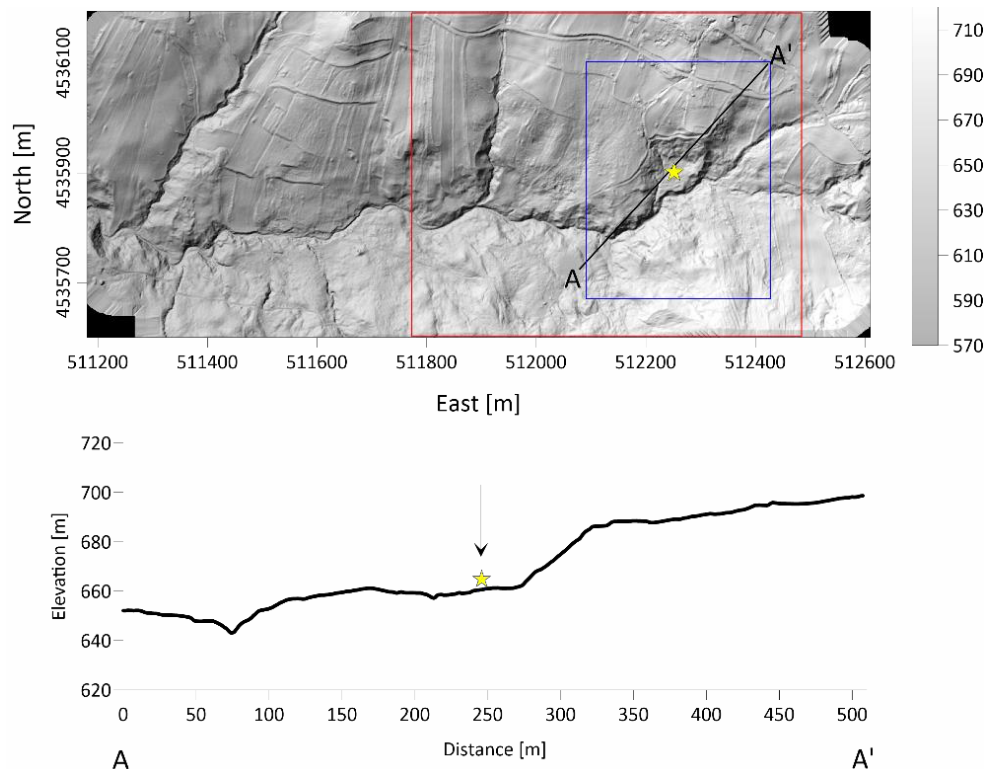 A'
A
North [m]
4536100
4535900
4535700
511200 511400 511600 511800 512000 512200 512400 512600
East [m]
710
690
670
650
630
610
590
570
Elevation [m]
720
700
680
660
640
620
0 50 100 150 200 250 300 350 400 450 500
Distance [m]
A A'